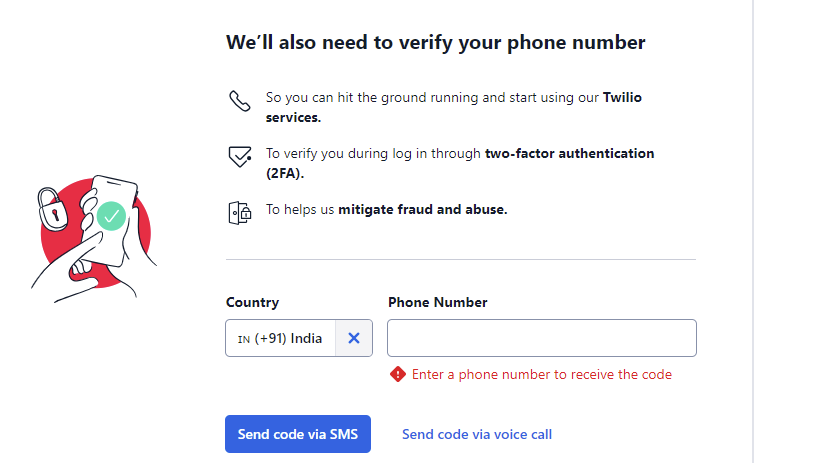 We’ll also need to verify your phone number
So you can hit the ground running and start using our Twilio
services.
To verify you during log in through two-factor authentication
(2FA).
To helps us mitigate fraud and abuse.
Country
Phone Number
IN (+91) India
Enter a phone number to receive the code
Send code via SMS
Send code via voice call